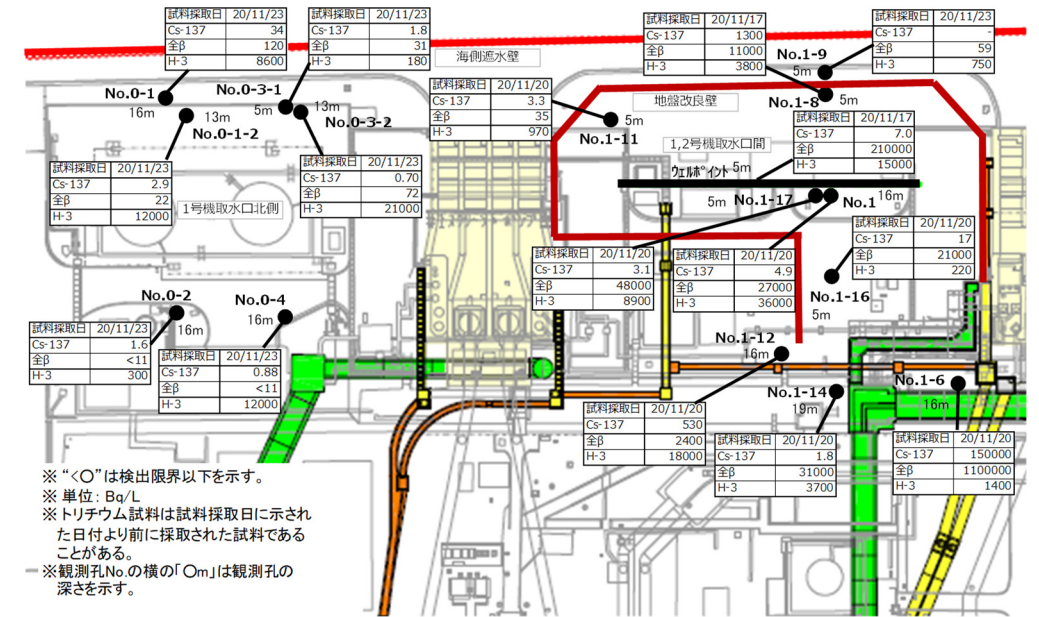 試料採取日 20/11/23
Cs-137 34
全β 120
H-3 8600
試料採取日 20/11/23
Cs-137 1.8
全β 31
H-3 180
海側遮水壁
試料採取日 20/11/17
Cs-137 1300
全β 11000
H-3 3800
試料採取日 20/11/23
Cs-137 -
全β 59
H-3 750
No.1-9
5m
No.0-1
16m
No.0-3-1
5m
13m
No.0-1-2
13m
No.0-3-2
試料採取日 20/11/20
Cs-137 3.3
全β 35
H-3 970
5m
No.1-11
地盤改良壁
No.1-8
5m
1,2号機取水口間
試料採取日 20/11/17
Cs-137 7.0
全β 210000
H-3 15000
試料採取日 20/11/23
Cs-137 2.9
全β 22
H-3 12000
1号機取水口北側
試料採取日 20/11/23
Cs-137 0.70
全β 72
H-3 21000
ウェルポイント 5m
5m
No.1-17
No.1
16m
試料採取日 20/11/20
Cs-137 17
全β 21000
H-3 220
試料採取日 20/11/20
Cs-137 3.1
全β 48000
H-3 8900
試料採取日 20/11/20
Cs-137 4.9
全β 27000
H-3 36000
No.1-16
5m
No.0-2
16m
No.0-4
16m
試料採取日 20/11/23
Cs-137 1.6
全β <11
H-3 300
試料採取日 20/11/23
Cs-137 0.88
全β <11
H-3 12000
No.1-12
16m
No.1-14
19m
No.1-6
16m
試料採取日 20/11/20
Cs-137 530
全β 2400
H-3 18000
試料採取日 20/11/20
Cs-137 1.8
全β 31000
H-3 3700
試料採取日 20/11/20
Cs-137 150000
全β 1100000
H-3 1400
※ “<〇”は検出限界以下を示す。
※ 単位: Bq/L
※トリチウム試料は試料採取日に示され
た日付より前に採取された試料である
ことがある。
※観測孔No.の横の「〇m」は観測孔の
深さを示す。